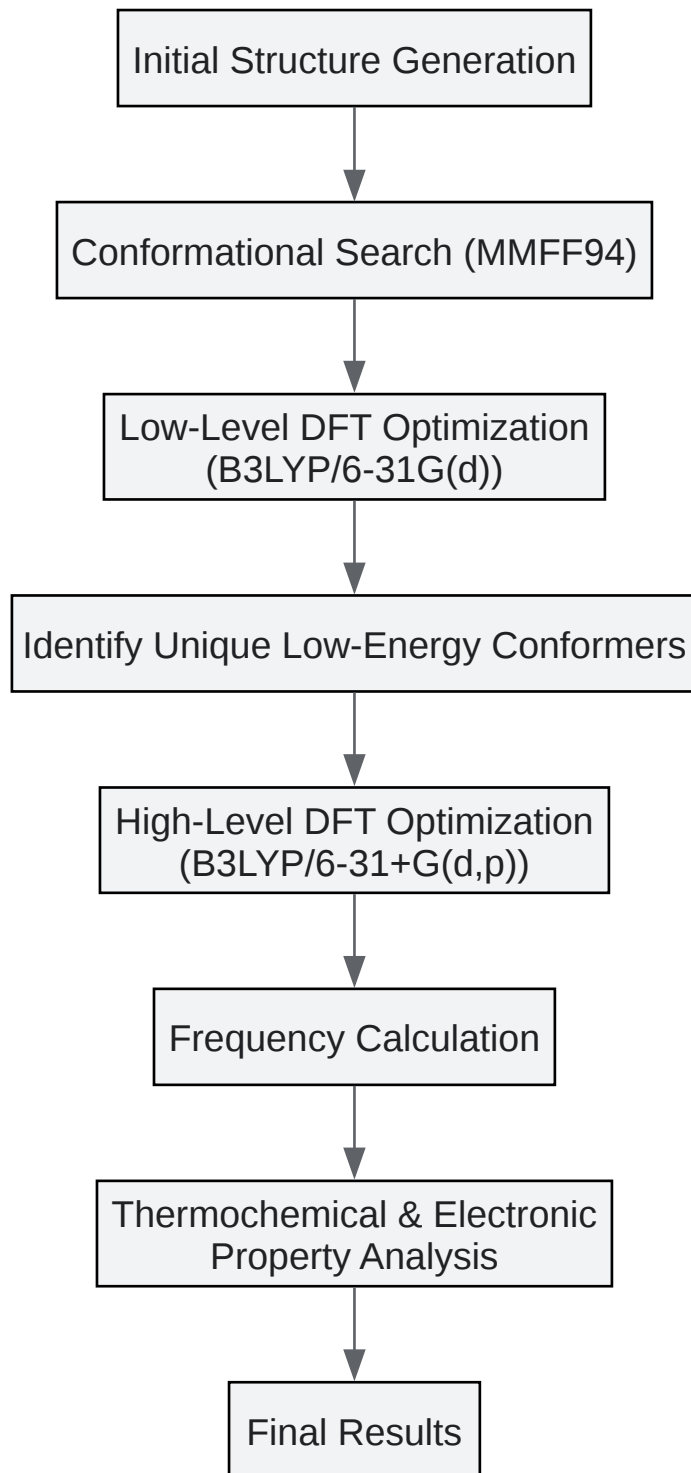 Initial Structure Generation
Conformational Search (MMFF94)
Low-Level DFT Optimization
(B3LYP/6-31G(d))
Identify Unique Low-Energy Conformers
High-Level DFT Optimization
(B3LYP/6-31+G(d,p))
Frequency Calculation
Thermochemical & Electronic
Property Analysis
Final Results